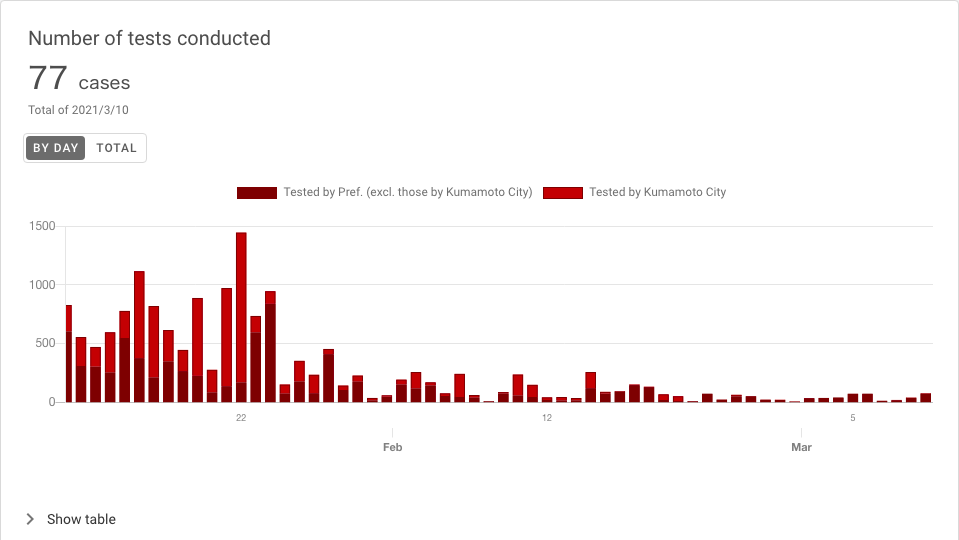 Number of tests conducted
77 cases
Total of 2021/3/10
BY DAY TOTAL
Tested by Pref. (excl. those by Kumamoto City) Tested by Kumamoto City
1500
1000
500
0
22 12 5
Feb Mar
Show table